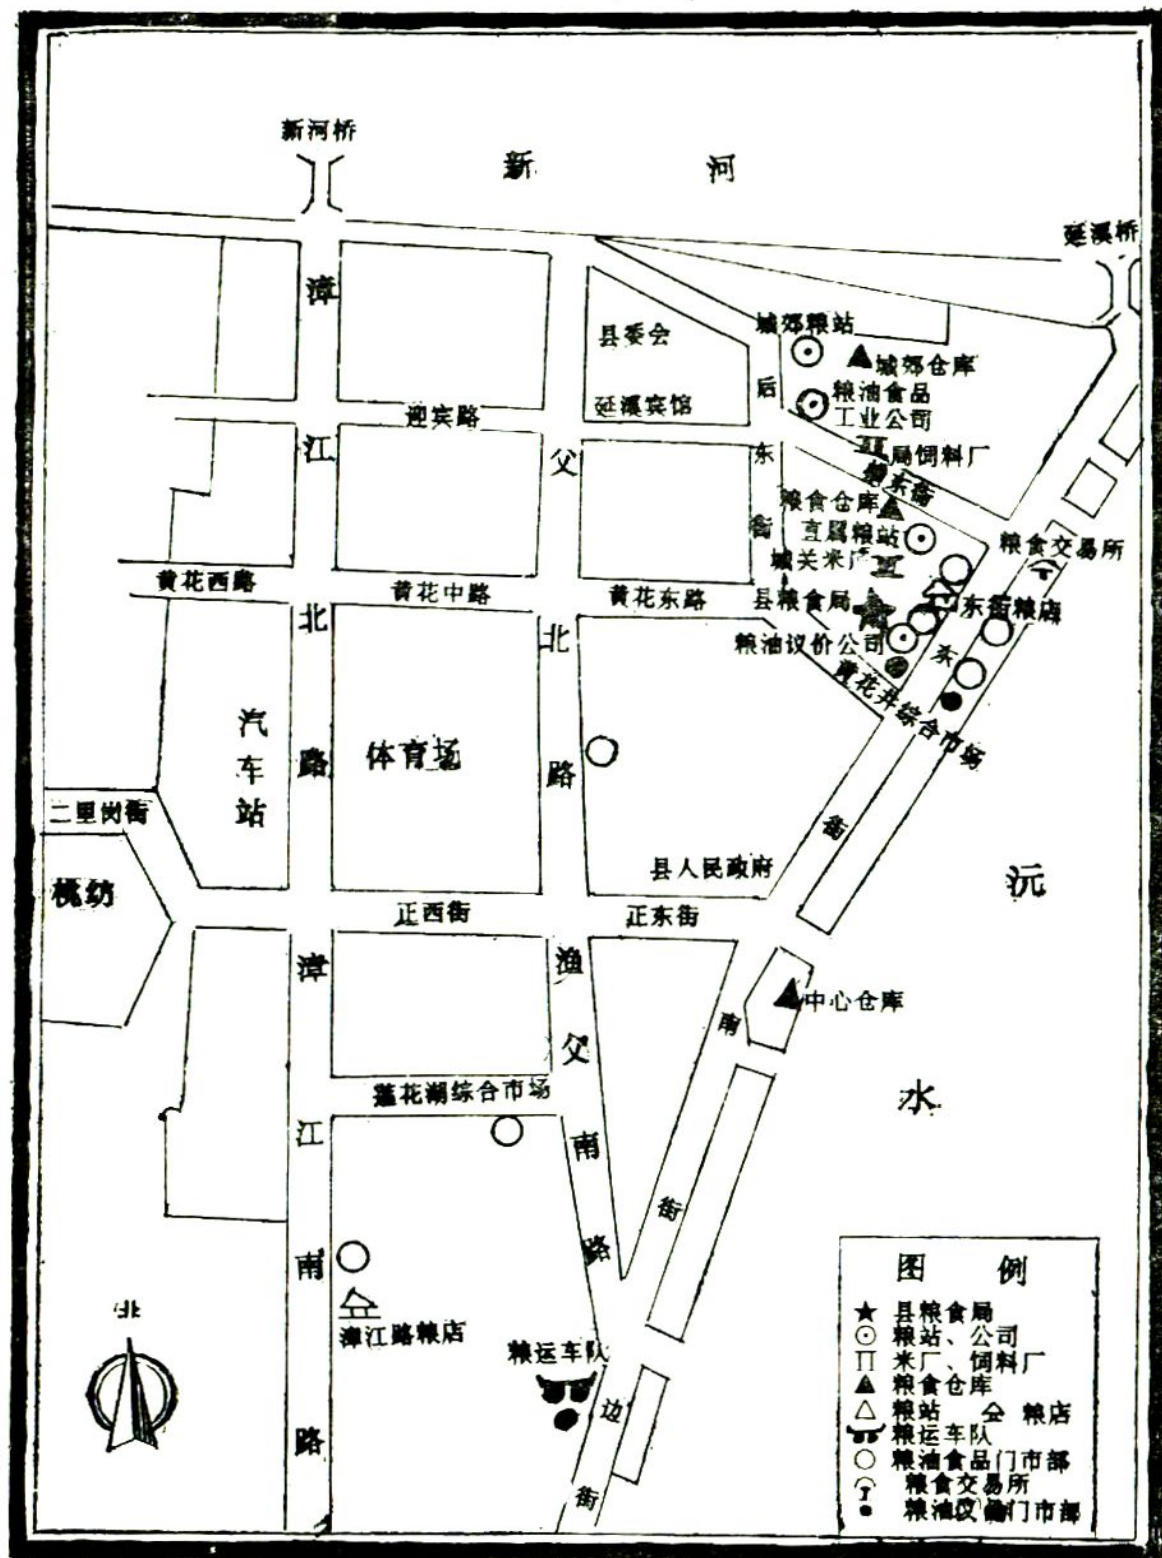 新河桥
新 河
延溪桥
漳江北路
县委会
延溪宾馆
迎宾路
城郊粮站
城郊仓库
粮油食品
工业公司
局饲料厂
后东街
东街
粮食仓库
直属粮站
城关米厂
县粮食局
粮油议价公司
粮食交易所
东街粮店
黄花井综合市场
黄花西路
黄花中路
黄花东路
父北路
汽车站
体育场
二里岗街
桃纺
县人民政府
东街
正西街
正东街
沅水
中心仓库
南街
漳江南路
渔父南路
莲花湖综合市场
漳江路粮店
粮运车队
边街
北
图 例
县粮食局
粮站、公司
米厂、饲料厂
粮食仓库
粮站 粮店
粮运车队
粮油食品门市部
粮食交易所
粮油议价门市部